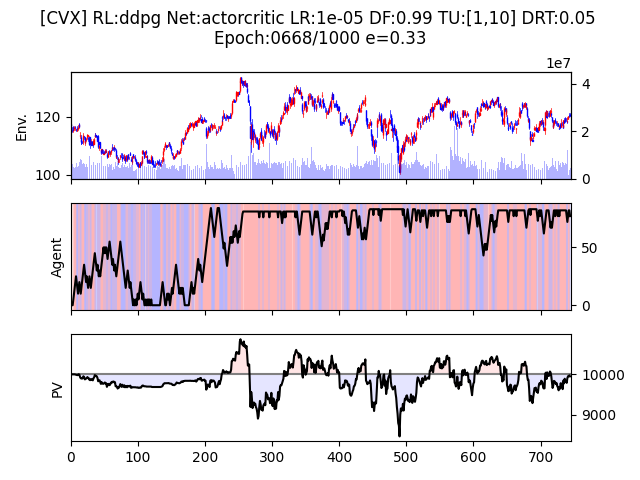 [CVX] RL:ddpg Net:actorcritic LR:1e-05 DF:0.99 TU:[1,10] DRT:0.05
Epoch:0668/1000 e=0.33
1e7
Env.
120
100
4
2
0
Agent
50
0
PV
10000
9000
0 100 200 300 400 500 600 700